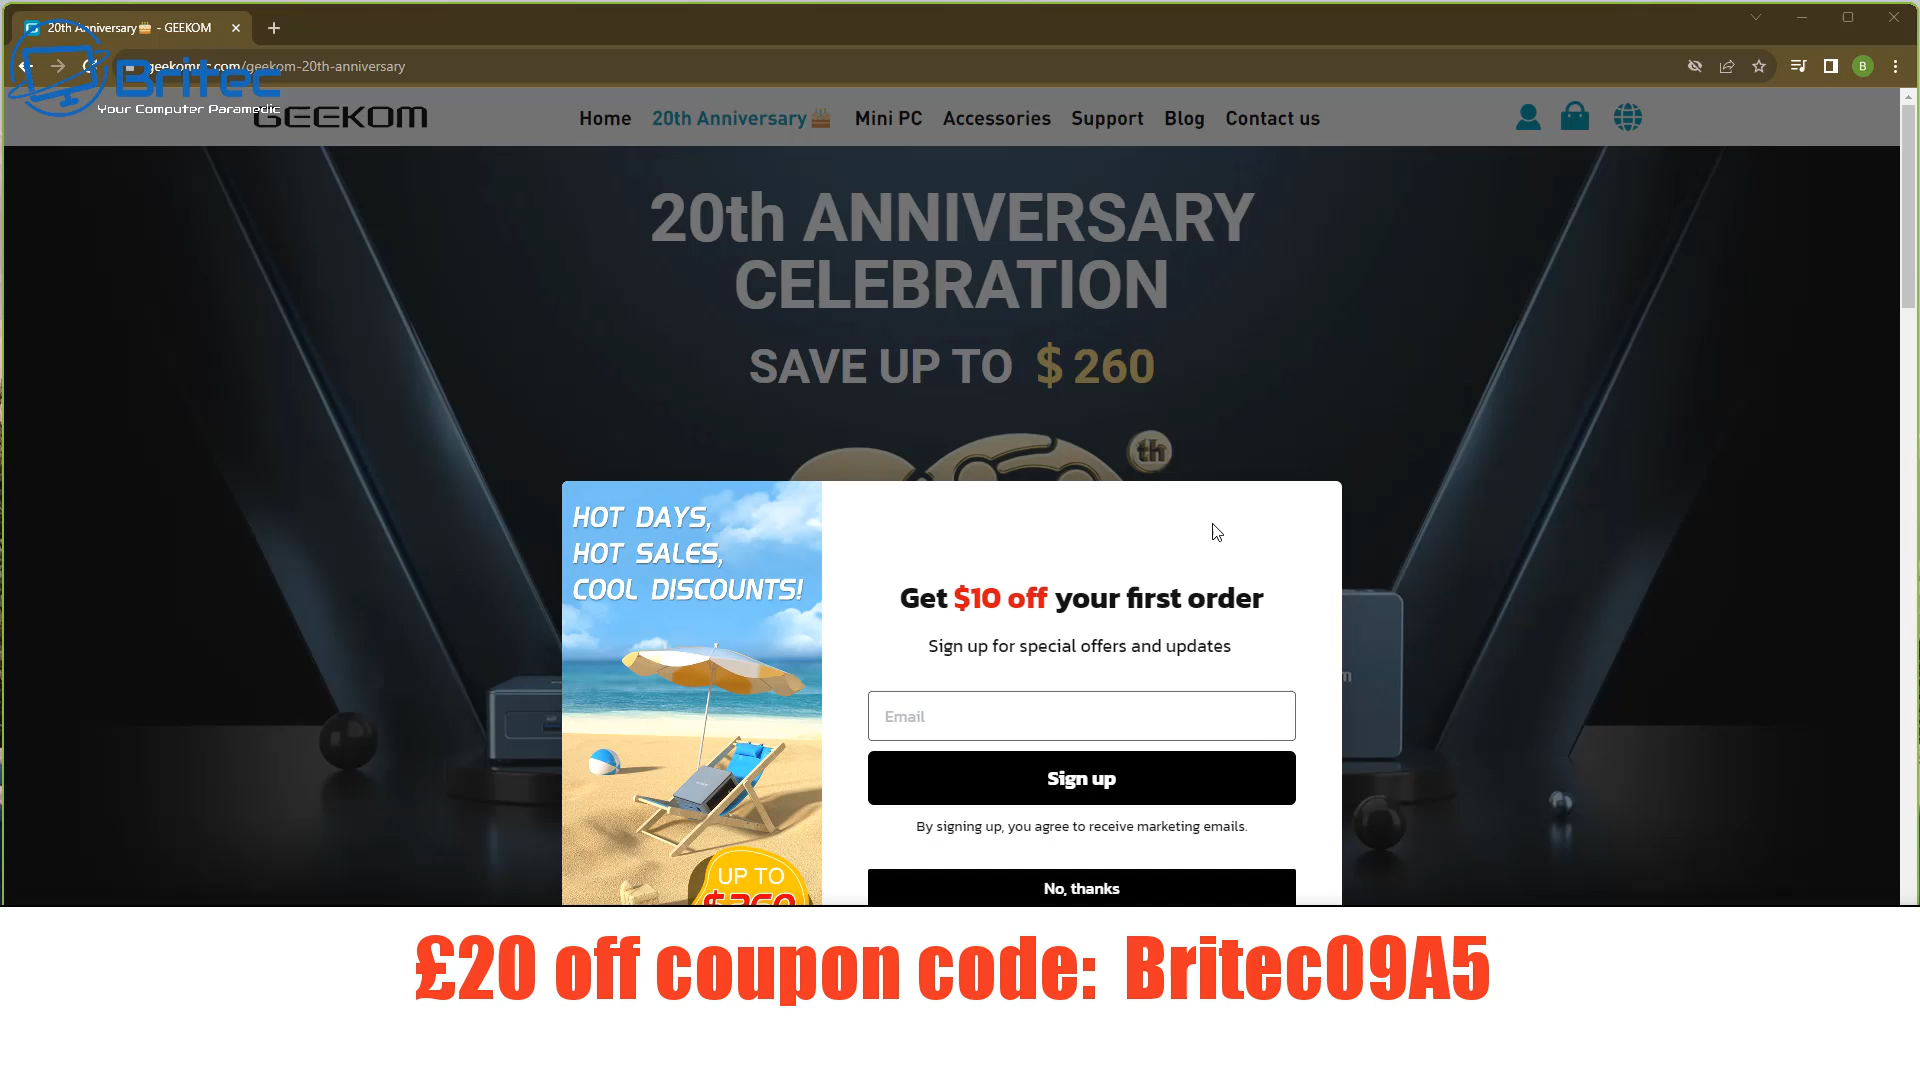 20th Anniversary🎂 - GEEKOM
geekompc.com/geekom-20th-anniversary
B
Britec
Your Computer Paramedic
GEEKOM
Home 20th Anniversary🎂 Mini PC Accessories Support Blog Contact us
20th ANNIVERSARY
CELEBRATION
SAVE UP TO $ 260
th
HOT DAYS,
HOT SALES,
COOL DISCOUNTS!
UP TO
$260
Get $10 off your first order
Sign up for special offers and updates
Email
Sign up
By signing up, you agree to receive marketing emails.
No, thanks
£20 off coupon code: Britec09A5